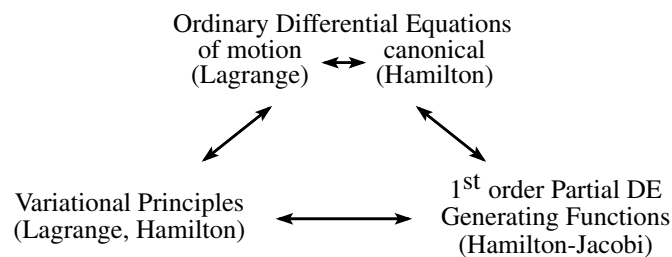 Ordinary Differential Equations
of motion canonical
(Lagrange) (Hamilton)
Variational Principles
(Lagrange, Hamilton)
1st order Partial DE
Generating Functions
(Hamilton-Jacobi)